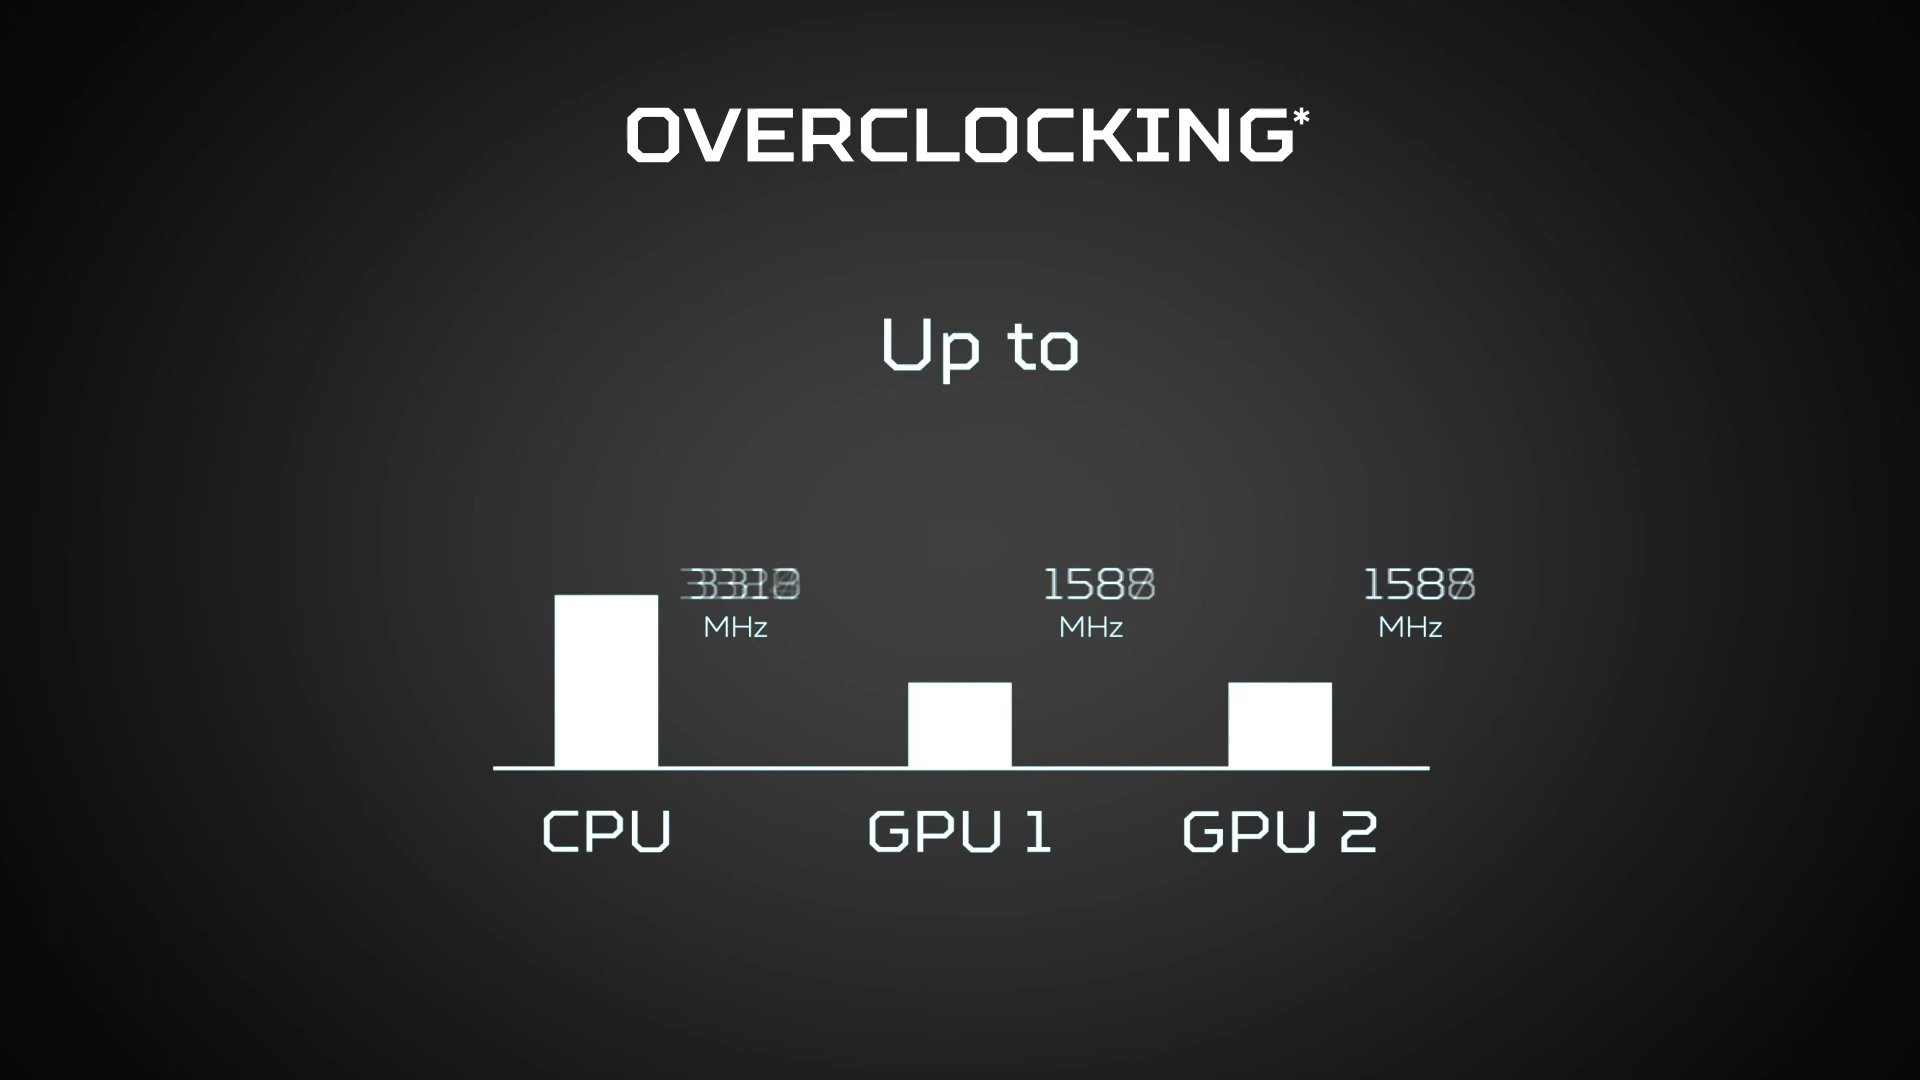 OVERCLOCKING*
Up to
MHz
MHz
MHz
CPU
GPU 1
GPU 2